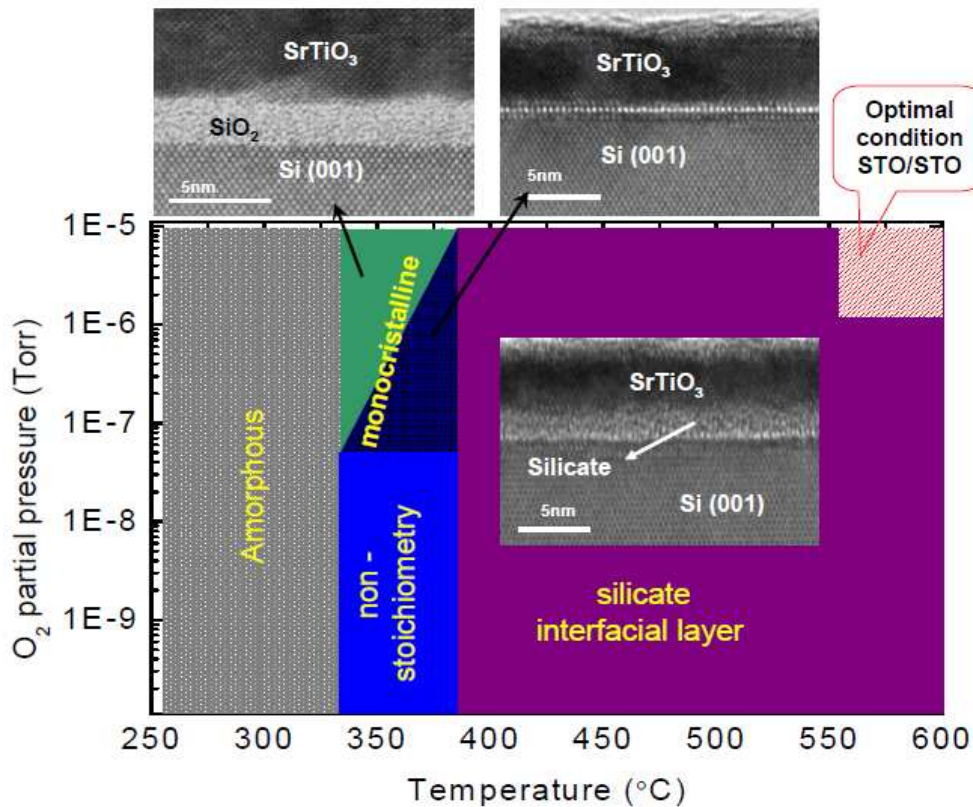 SrTiO₃
SiO₂
Si (001)
5nm
SrTiO₃
Si (001)
5nm
Optimal
condition
STO/STO
1E-5
1E-6
1E-7
1E-8
1E-9
O₂ partial pressure (Torr)
Amorphous
monocristalline
non -
stoichiometry
SrTiO₃
Silicate
Si (001)
5nm
silicate
interfacial layer
250
300
350
400
450
500
550
600
Temperature (°C)